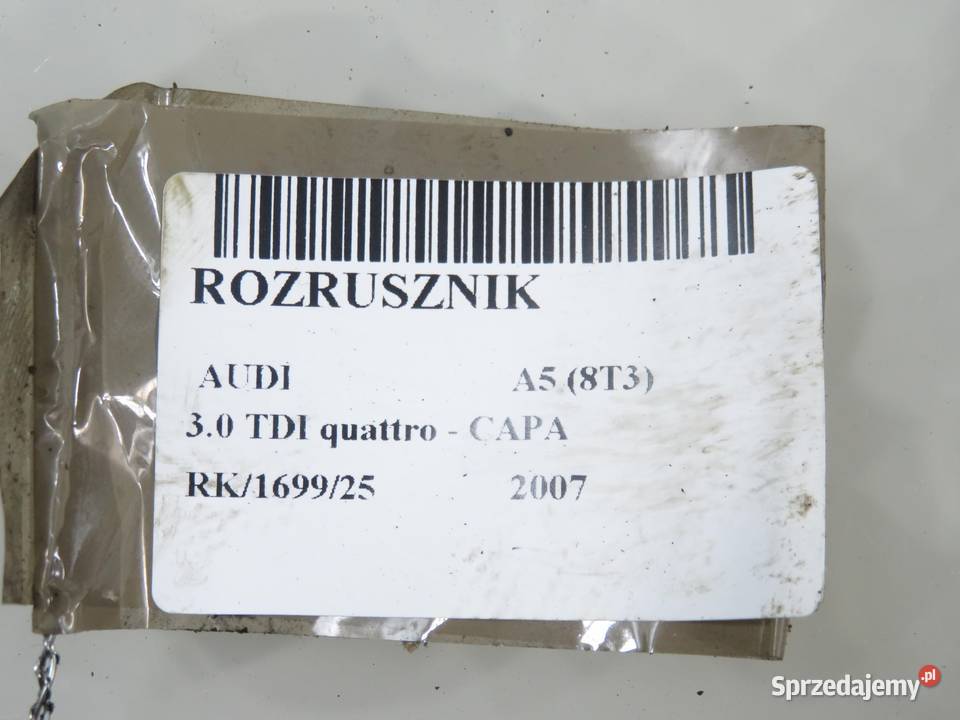 ROZRUSZNIK
AUDI A5 (8T3)
3.0 TDI quattro - CAPA
RK/1699/25 2007
Sprzedajemy.pl